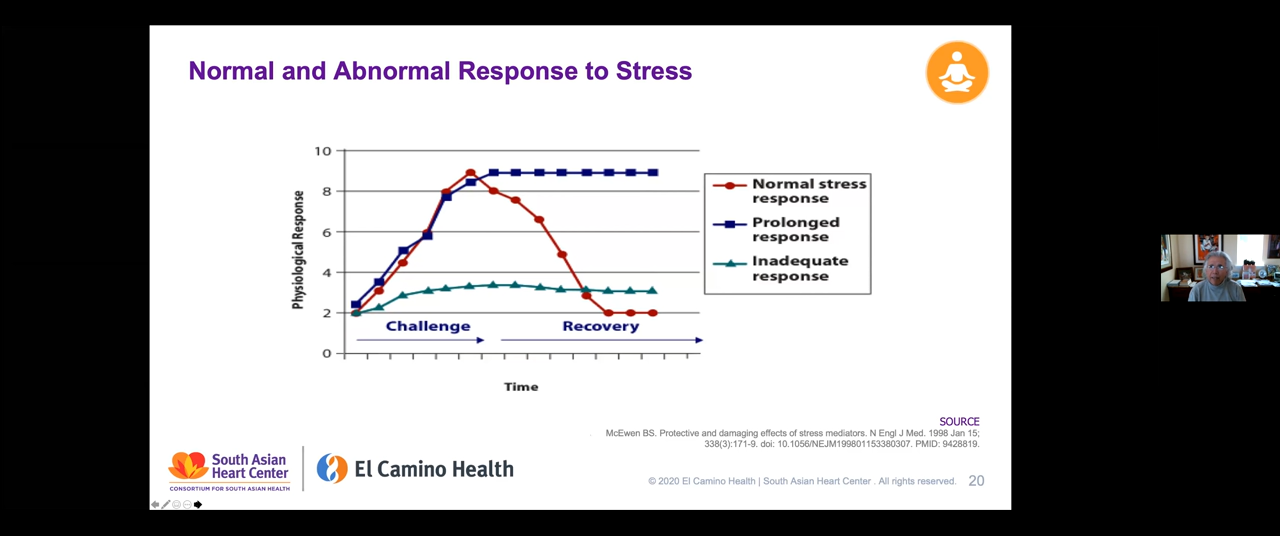 Normal and Abnormal Response to Stress
10
8
6
4
2
0
Physiological Response
Challenge
Recovery
Time
Normal stress
response
Prolonged
response
Inadequate
response
SOURCE
McEwen BS. Protective and damaging effects of stress mediators. N Engl J Med. 1998 Jan 15;
338(3):171-9. doi: 10.1056/NEJM199801153380307. PMID: 9428819.
South Asian
Heart Center
CONSORTIUM FOR SOUTH ASIAN HEALTH
El Camino Health
© 2020 El Camino Health | South Asian Heart Center . All rights reserved.
20